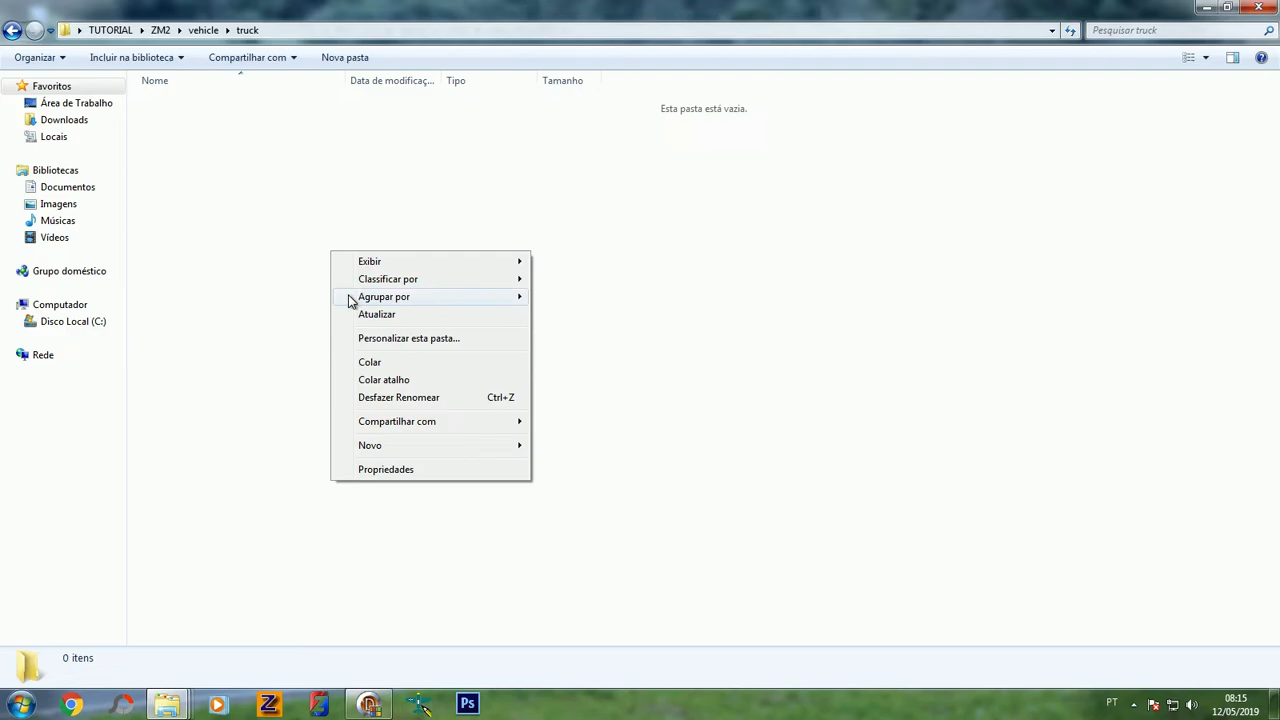 TUTORIAL ZM2 vehicle truck
Pesquisar truck
Organizar Incluir na biblioteca Compartilhar com Nova pasta
Nome Data de modificaç... Tipo Tamanho
Esta pasta está vazia.
Favoritos
Área de Trabalho
Downloads
Locais
Bibliotecas
Documentos
Imagens
Músicas
Vídeos
Grupo doméstico
Computador
Disco Local (C:)
Rede
Exibir
Classificar por
Agrupar por
Atualizar
Personalizar esta pasta...
Colar
Colar atalho
Desfazer Renomear Ctrl+Z
Compartilhar com
Novo
Propriedades
0 itens
Ps
PT
08:15
12/05/2019